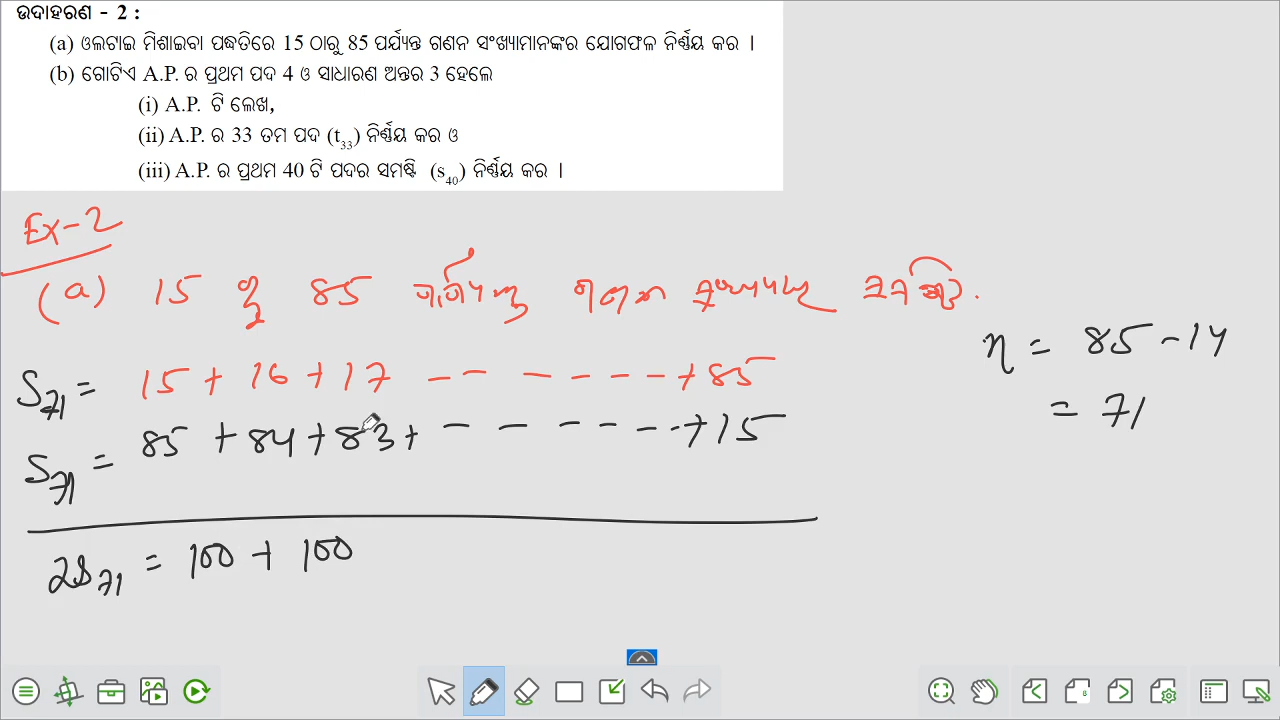 ଉଦାହରଣ - 2 :
(a) ଓଲଟାଇ ମିଶାଇବା ପଦ୍ଧତିରେ 15 ଠାରୁ 85 ପର୍ଯ୍ୟନ୍ତ ଗଣନ ସଂଖ୍ୟାମାନଙ୍କର ଯୋଗଫଳ ନିର୍ଣ୍ଣୟ କର ।
(b) ଗୋଟିଏ A.P. ର ପ୍ରଥମ ପଦ 4 ଓ ସାଧାରଣ ଅନ୍ତର 3 ହେଲେ
(i) A.P. ଟି ଲେଖ,
(ii) A.P. ର 33 ତମ ପଦ (t₃₃) ନିର୍ଣ୍ଣୟ କର ଓ
(iii) A.P. ର ପ୍ରଥମ 40 ଟି ପଦର ସମଷ୍ଟି (s₄₀) ନିର୍ଣ୍ଣୟ କର ।
Ex-2
(a) 15 ରୁ 85
n = 85 - 14
= 71
S₇₁ = 15 + 16 + 17 -- - - - - - + 85
S₇₁ = 85 + 84 + 83 + - - - - - - + 15
2S₇₁ = 100 + 100